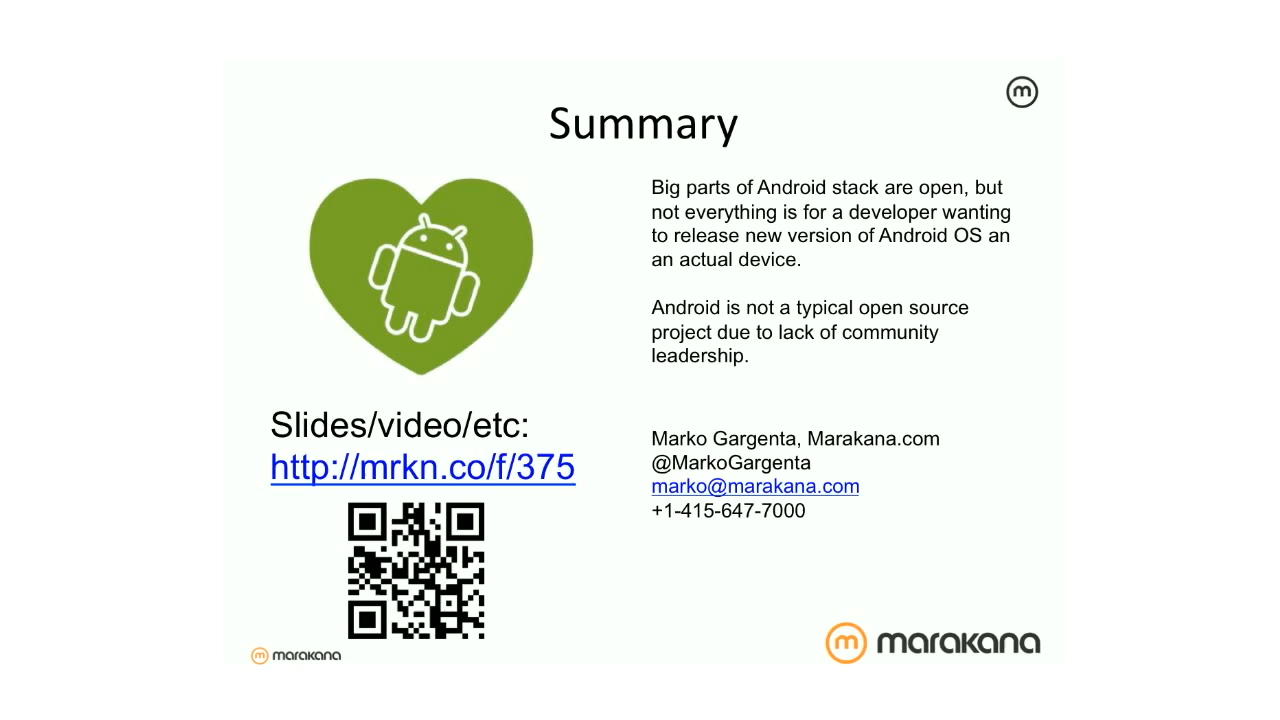 Summary
Big parts of Android stack are open, but
not everything is for a developer wanting
to release new version of Android OS an
an actual device.
Android is not a typical open source
project due to lack of community
leadership.
Slides/video/etc:
http://mrkn.co/f/375
Marko Gargenta, Marakana.com
@MarkoGargenta
marko@marakana.com
+1-415-647-7000
m marakana
m marakana
m